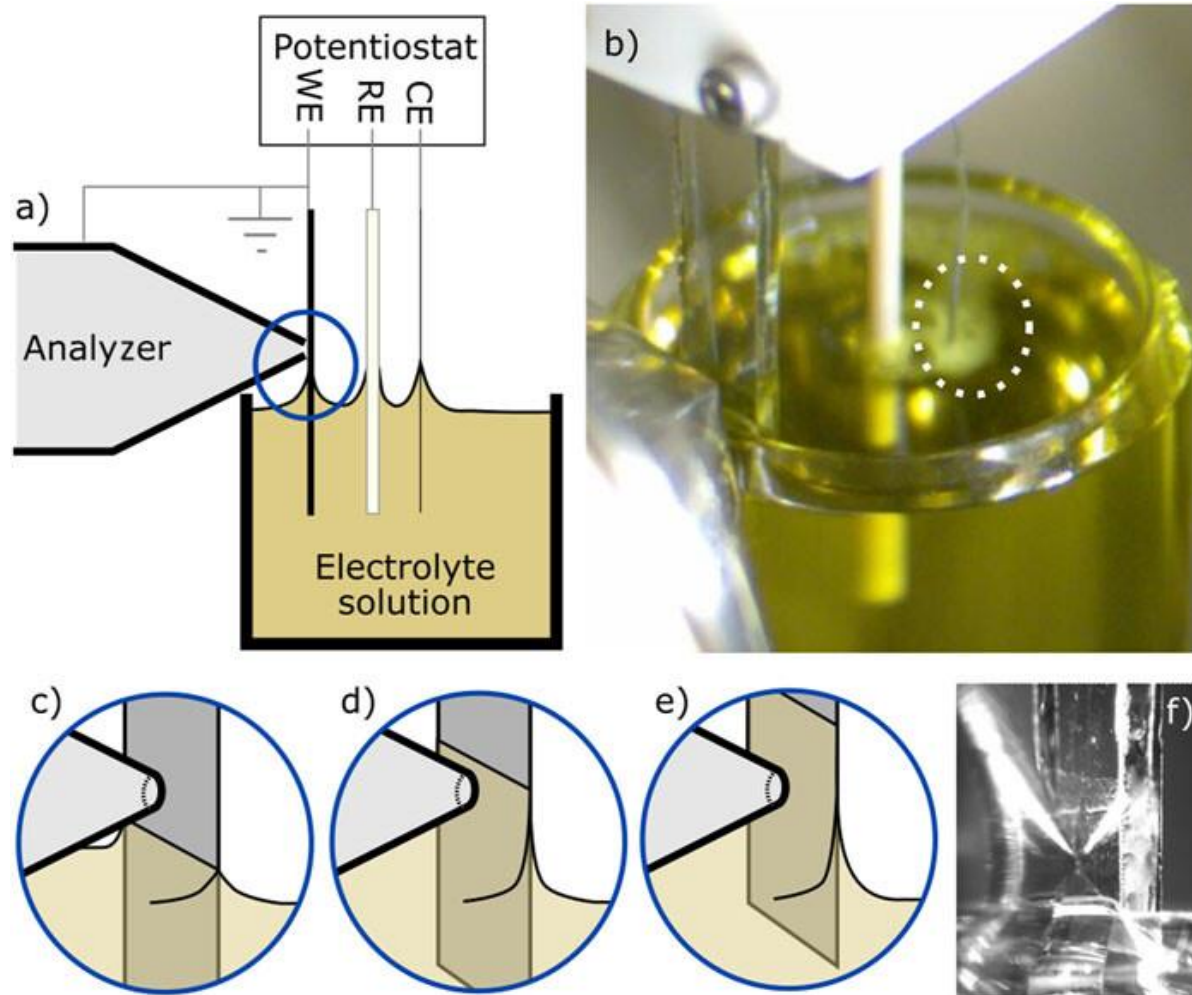 Potentiostat
WE RE CE
a)
Analyzer
Electrolyte
solution
b)
c)
d)
e)
f)